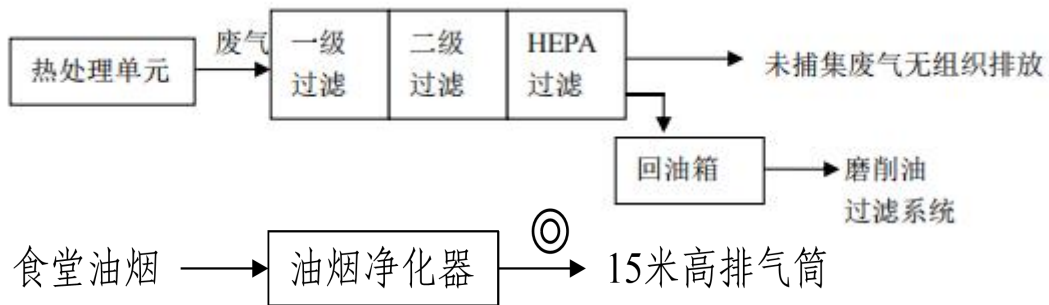 热处理单元
废气
一级
过滤
二级
过滤
HEPA
过滤
未捕集废气无组织排放
回油箱
磨削油
过滤系统
食堂油烟
油烟净化器
15米高排气筒